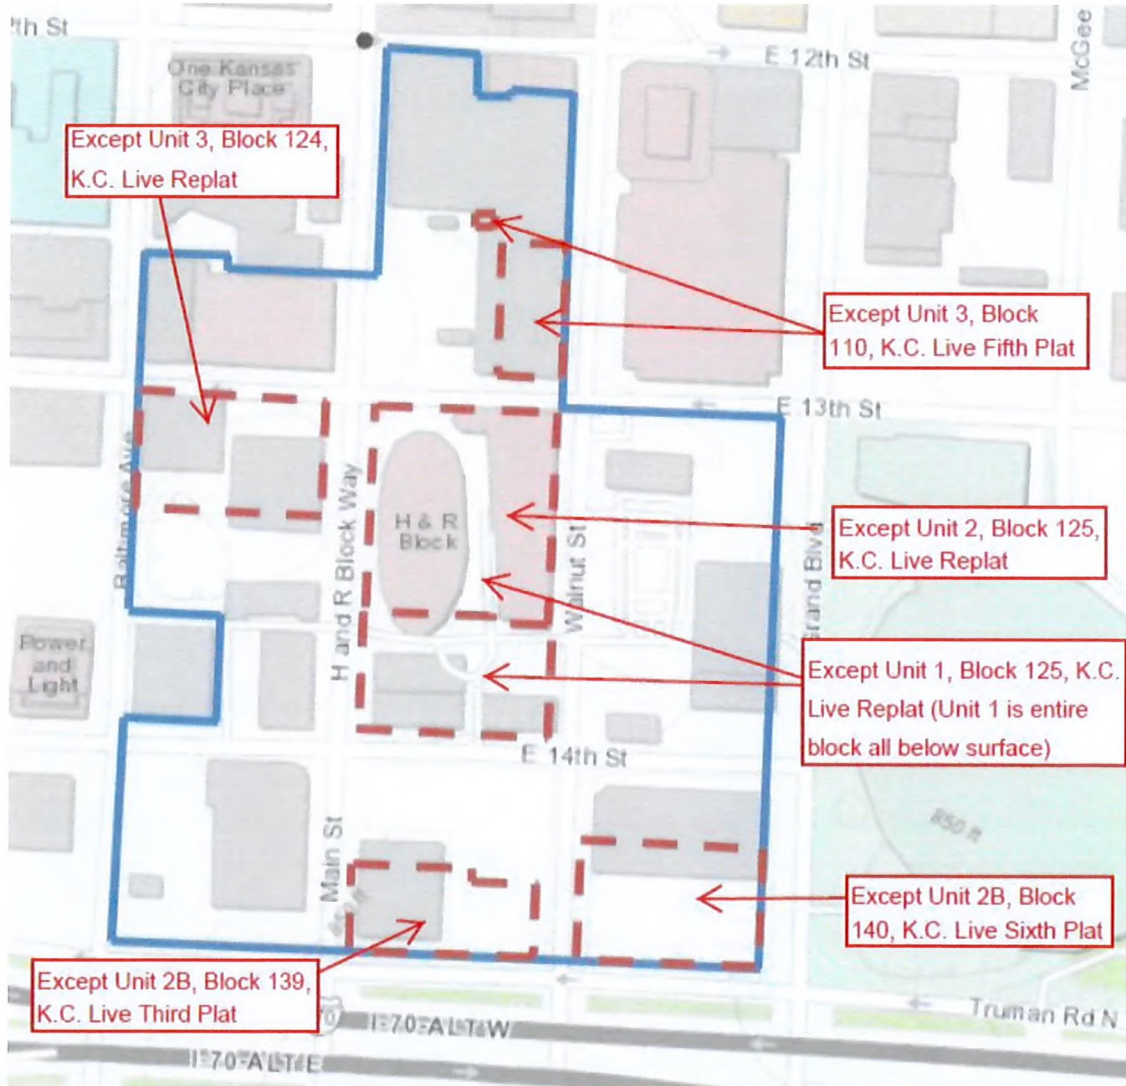 7th St
E 12th St
McGee
One Kansas
City Place
Except Unit 3, Block 124,
K.C. Live Replat
Except Unit 3, Block
110, K.C. Live Fifth Plat
E 13th St
Baltimore Ave
H and R Block Way
H & R
Block
Walnut St
Grand Blvd
Except Unit 2, Block 125,
K.C. Live Replat
Power
and
Light
Except Unit 1, Block 125, K.C.
Live Replat (Unit 1 is entire
block all below surface)
E 14th St
850 ft
Main St
Except Unit 2B, Block
140, K.C. Live Sixth Plat
Except Unit 2B, Block 139,
K.C. Live Third Plat
Truman Rd N
I-70-ALT W
I-70-ALT E